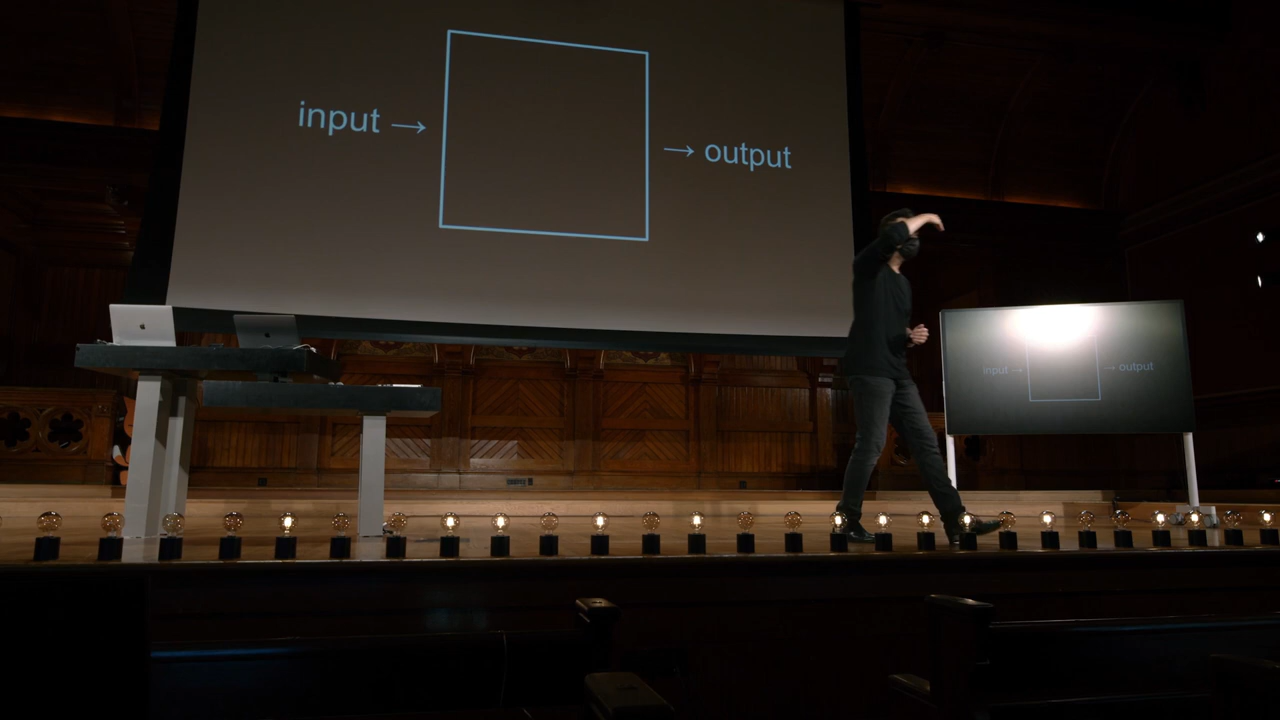 input →
→ output
input →
→ output